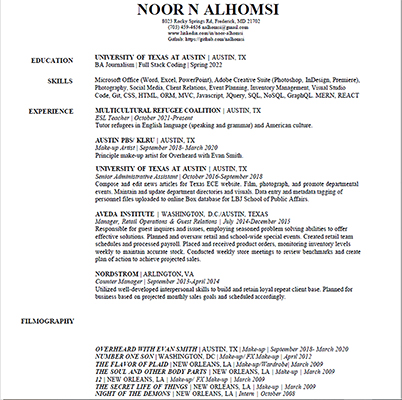 NOOR N ALHOMSI
8103 Rocky Springs Rd, Frederick, MD 21702
(703) 459-4656 nalhomsi@gmail.com
www.linkedin.com/in/nalhomsi
Github: https://github.com/nalhomsi
EDUCATION UNIVERSITY OF TEXAS AT AUSTIN | AUSTIN, TX
BA Journalism | Full Stack Coding | Spring 2022
SKILLS Microsoft Office (Word, Excel, PowerPoint), Adobe Creative Suite (Photoshop, InDesign, Premiere),
Photography, Social Media, Client Relations, Event Planning, Inventory Management, Visual Studio
Code, Git, CSS, HTML, ORM, MVC, Javascript, JQuery, SQL, NoSQL, GraphQL. MERN, REACT
EXPERIENCE MULTICULTURAL REFUGEE COALITION | AUSTIN, TX
ESL Teacher | October 2021-Present
Tutor refugees in English language (speaking and grammar) and American culture.
AUSTIN PBS/ KLRU | AUSTIN, TX
Make-up Artist | September 2018- March 2020
Principle make-up artist for Overheard with Evan Smith.
UNIVERSITY OF TEXAS AT AUSTIN | AUSTIN, TX
Senior Administrative Assistant | October 2016-September 2018
Compose and edit news articles for Texas ECE website. Film, photograph, and promote departmental
events. Maintain and update department directories and visuals. Data entry and metadata tagging of
personnel files uploaded to online Box database for LBJ School of Public Affairs.
AVEDA INSTITUTE | WASHINGTON, D.C/AUSTIN, TEXAS
Manager, Retail Operations & Guest Relations | July 2014-December 2015
Responsible for guest inquires and issues, employing seasoned problem solving abilities to offer
effective solutions. Planned and oversaw retail and school-wide special events. Created retail team
schedules and processed payroll. Placed and received product orders, monitoring inventory levels
weekly to maintain accurate stock. Conducted weekly store meetings to review benchmarks and create
plan of action to achieve projected sales.
NORDSTROM | ARLINGTON, VA
Counter Manager | September 2013-April 2014
Utilized well-developed interpersonal skills to build and retain loyal repeat client base. Planned for
business based on projected monthly sales goals and scheduled accordingly.
FILMOGRAPHY
OVERHEARD WITH EVAN SMITH | AUSTIN, TX | Make-up | September 2018- March 2020
NUMBER ONE SON | WASHINGTON, DC | Make-up/ FX Make-up | April 2012
THE FLAVOR OF PLAID | NEW ORLEANS, LA | Make-up/Wardrobe | March 2009
THE SOUL AND OTHER BODY PARTS | NEW ORLEANS, LA | Make-up | March 2009
12 | NEW ORLEANS, LA | Make-up/ FX Make-up | March 2009
THE SECRET LIFE OF THINGS | NEW ORLEANS, LA | Make-up | March 2009
NIGHT OF THE DEMONS | NEW ORLEANS, LA | Intern | October 2008